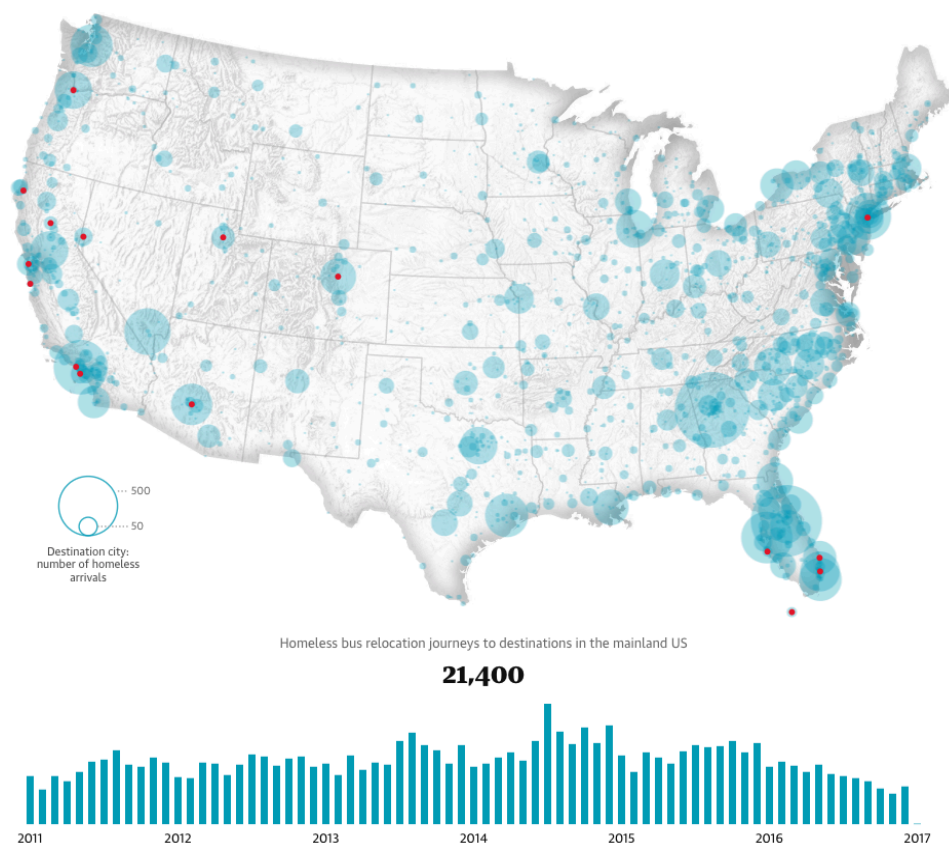 500
50
Destination city:
number of homeless
arrivals
Homeless bus relocation journeys to destinations in the mainland US
21,400
2011 2012 2013 2014 2015 2016 2017